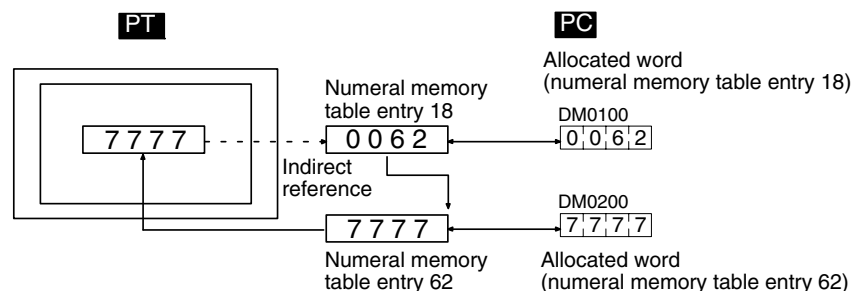 PT
PC
Allocated word
(numeral memory table entry 18)
Numeral memory
table entry 18
DM0100
7777
0062
0062
Indirect
reference
DM0200
7777
7777
Numeral memory
table entry 62
Allocated word
(numeral memory table entry 62)